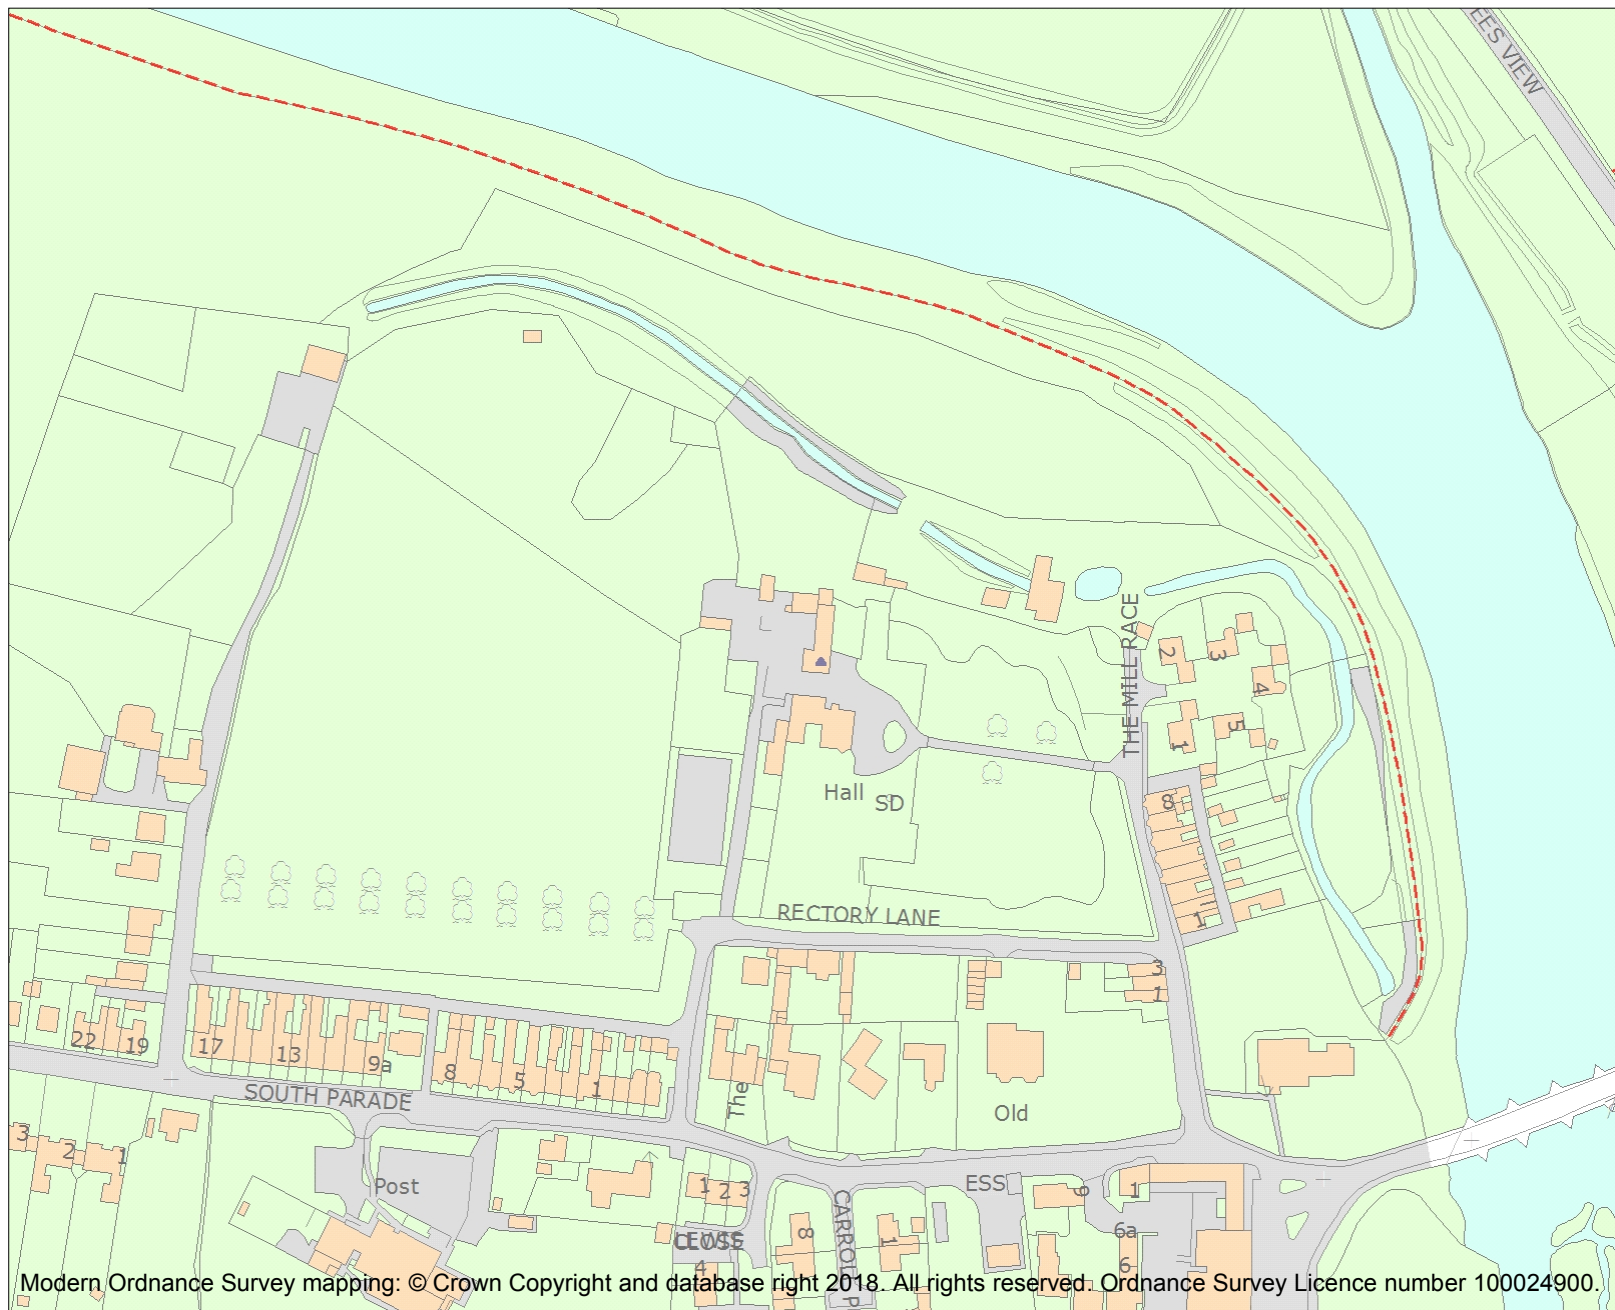 EES VIEW
THE MILL RACE
2
3
4
5
1
8
Hall
SD
RECTORY LANE
1
3
1
22
19
17
13
9a
8
5
1
SOUTH PARADE
The
Old
3
2
1
Post
1
2
3
ESS
9
1
6a
6
CARROL P
8
1
LEWIS
CLOSE
4
1
Modern Ordnance Survey mapping: © Crown Copyright and database right 2018. All rights reserved. Ordnance Survey Licence number 100024900.